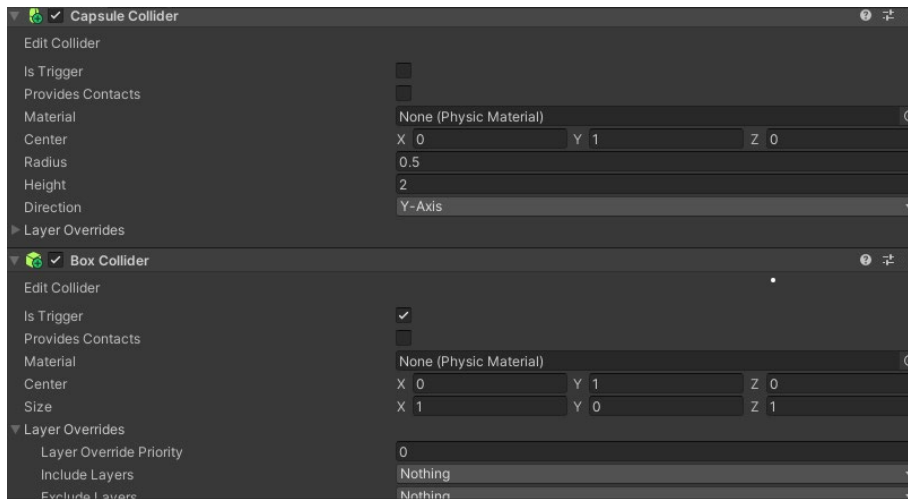 Capsule Collider
Edit Collider
Is Trigger
Provides Contacts
Material None (Physic Material)
Center X 0 Y 1 Z 0
Radius 0.5
Height 2
Direction Y-Axis
Layer Overrides
Box Collider
Edit Collider
Is Trigger
Provides Contacts
Material None (Physic Material)
Center X 0 Y 1 Z 0
Size X 1 Y 0 Z 1
Layer Overrides
Layer Override Priority 0
Include Layers Nothing
Exclude Layers Nothing